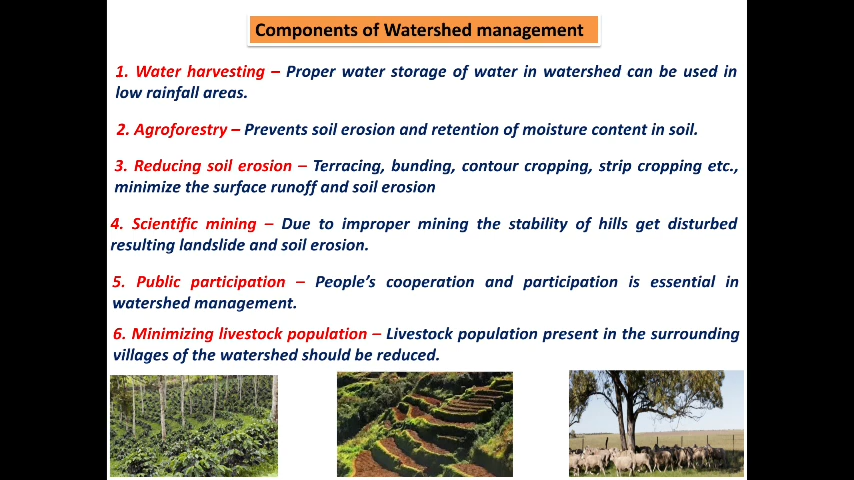 Components of Watershed management
1. Water harvesting – Proper water storage of water in watershed can be used in
low rainfall areas.
2. Agroforestry – Prevents soil erosion and retention of moisture content in soil.
3. Reducing soil erosion – Terracing, bunding, contour cropping, strip cropping etc.,
minimize the surface runoff and soil erosion
4. Scientific mining – Due to improper mining the stability of hills get disturbed
resulting landslide and soil erosion.
5. Public participation – People’s cooperation and participation is essential in
watershed management.
6. Minimizing livestock population – Livestock population present in the surrounding
villages of the watershed should be reduced.